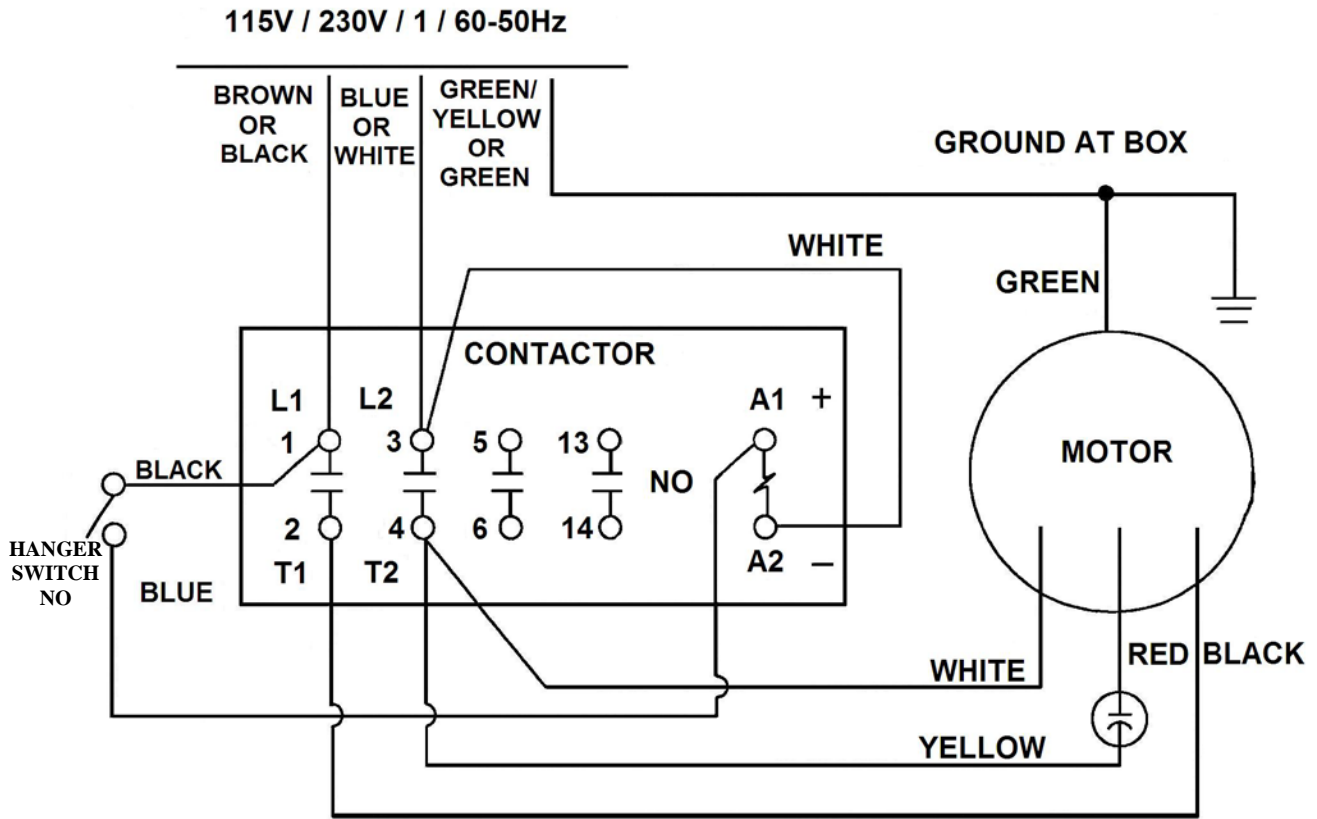 115V / 230V / 1 / 60-50Hz
BROWN
OR
BLACK
BLUE
OR
WHITE
GREEN/
YELLOW
OR
GREEN
GROUND AT BOX
WHITE
GREEN
CONTACTOR
L1
L2
A1 +
1
3
5
13
MOTOR
BLACK
NO
2
4
6
14
HANGER
SWITCH
NO
BLUE
T1
T2
A2 –
WHITE
RED
BLACK
YELLOW